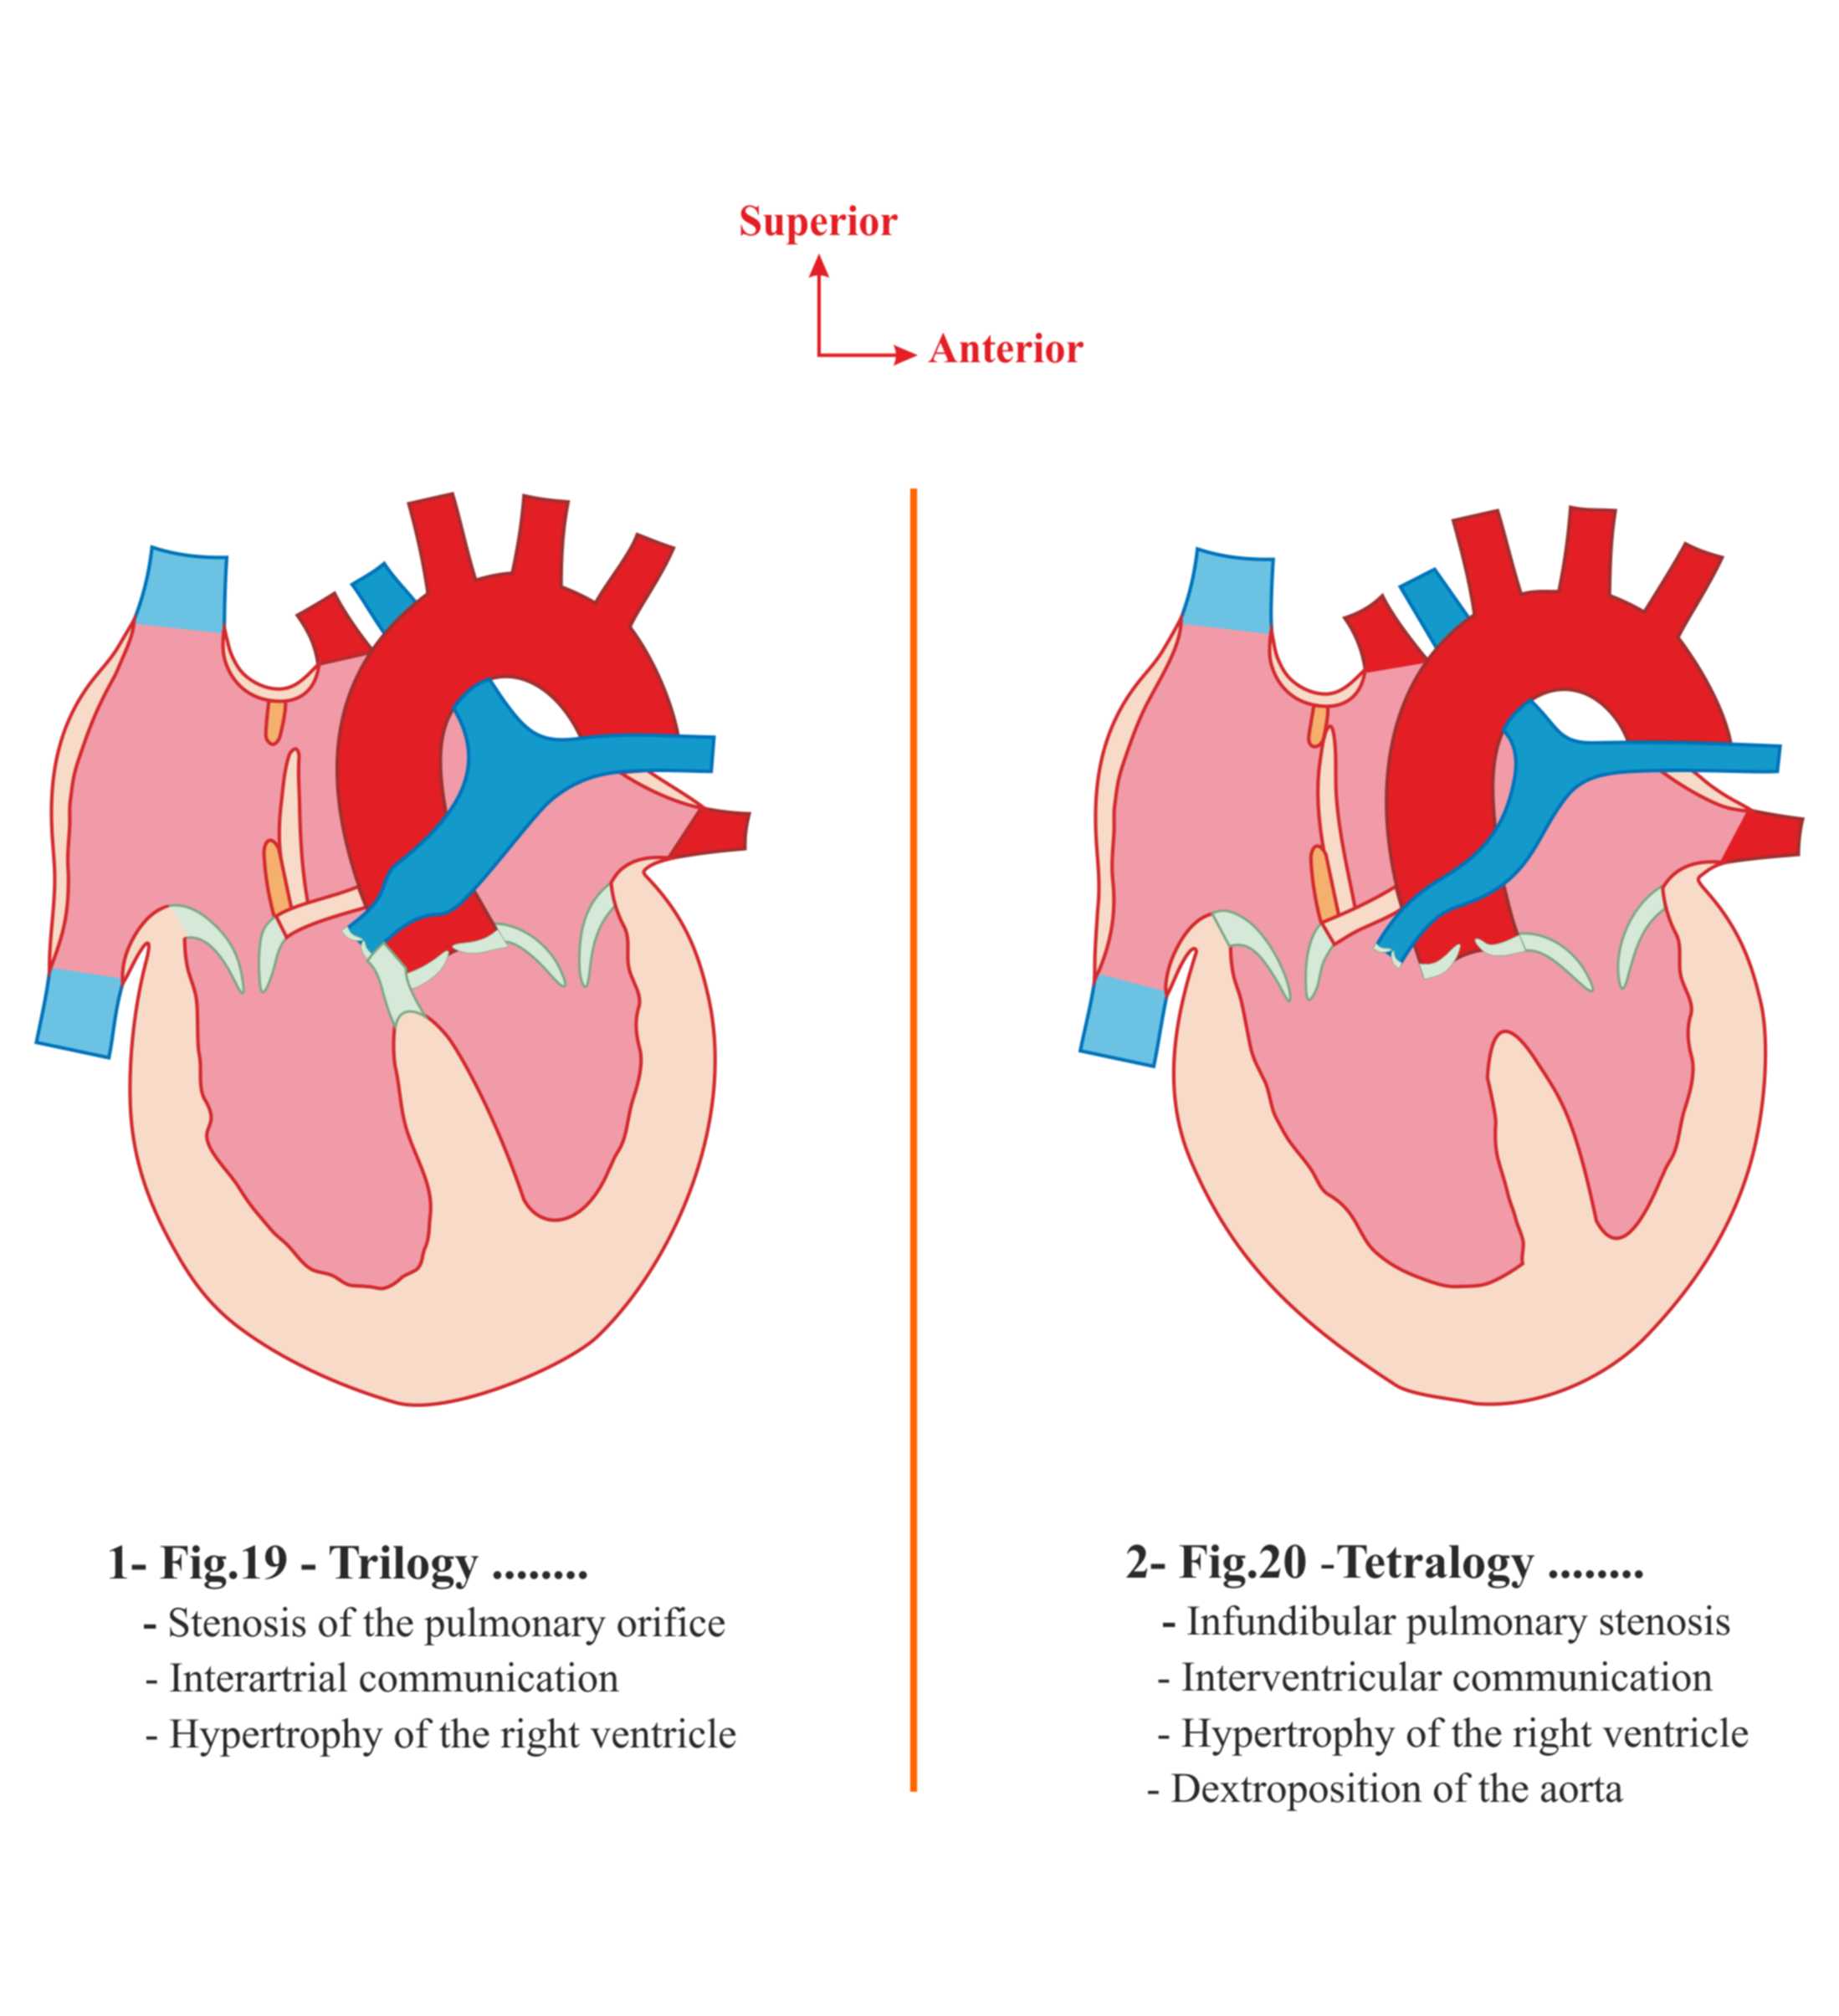 Superior
Anterior
1- Fig.19 - Trilogy ........
- Stenosis of the pulmonary orifice
- Interartrial communication
- Hypertrophy of the right ventricle
2- Fig.20 -Tetralogy ........
- Infundibular pulmonary stenosis
- Interventricular communication
- Hypertrophy of the right ventricle
- Dextroposition of the aorta